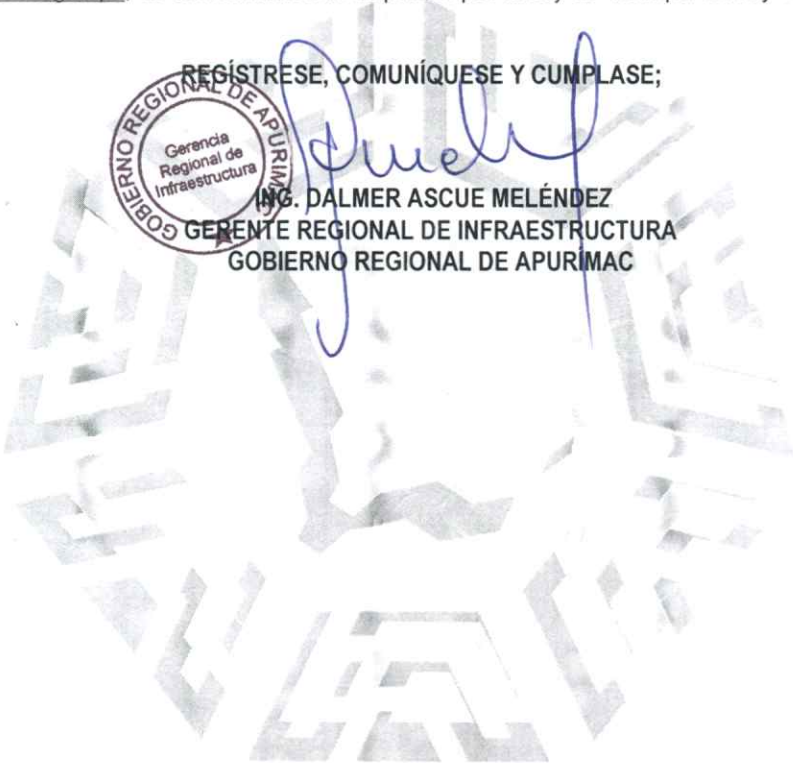 REGÍSTRESE, COMUNÍQUESE Y CUMPLASE;
GOBIERNO REGIONAL DE APURIMAC
Gerencia
Regional de
Infraestructura
ING. DALMER ASCUE MELÉNDEZ
GERENTE REGIONAL DE INFRAESTRUCTURA
GOBIERNO REGIONAL DE APURÍMAC